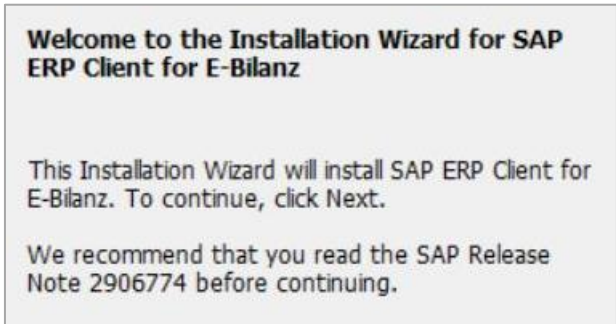 Welcome to the Installation Wizard for SAP
ERP Client for E-Bilanz
This Installation Wizard will install SAP ERP Client for
E-Bilanz. To continue, click Next.
We recommend that you read the SAP Release
Note 2906774 before continuing.